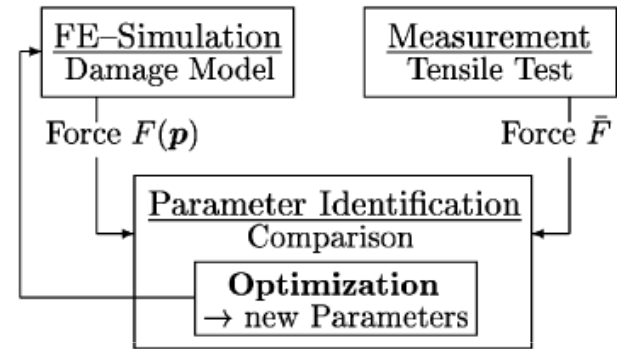 FE–Simulation
Damage Model
Measurement
Tensile Test
Force F(p)
Force F̄
Parameter Identification
Comparison
Optimization
→ new Parameters